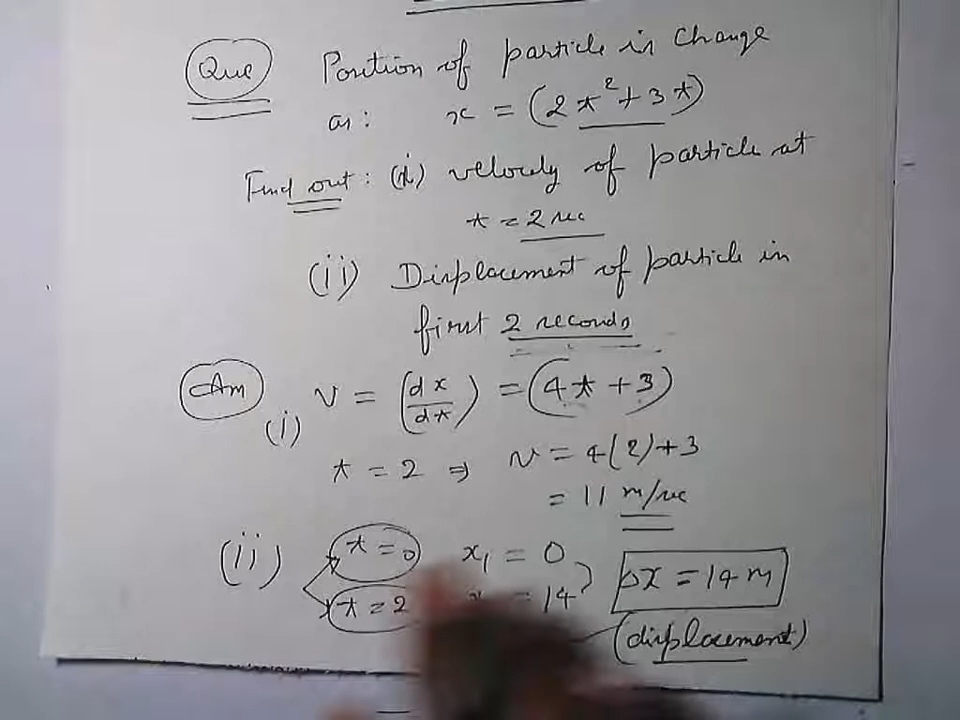 Que Position of particle is change
as: x = (2t² + 3t)
Find out: (i) velocity of particle at
t = 2 sec
(ii) Displacement of particle in
first 2 seconds
Ans (i) v = (dx/dt) = (4t + 3)
t = 2 ⇒ v = 4(2)+3
= 11 m/sec
(ii) t = 0 x₁ = 0
t = 2 = 14 Δx = 14 m
(displacement)